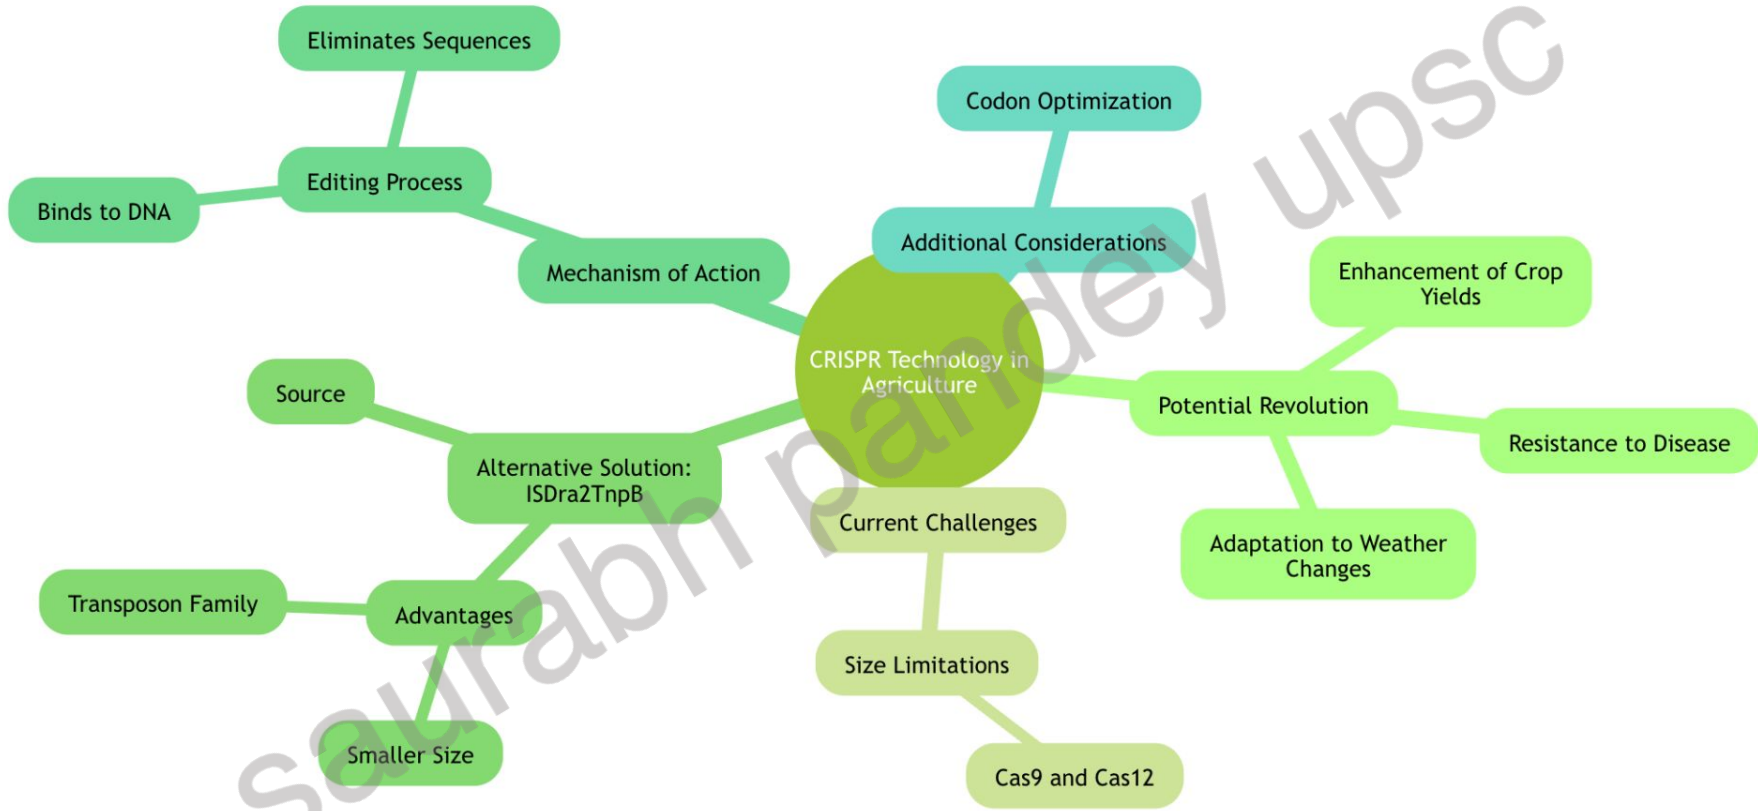 Eliminates Sequences
Codon Optimization
Editing Process
Binds to DNA
Additional Considerations
Mechanism of Action
Enhancement of Crop
Yields
CRISPR Technology in
Agriculture
Source
Potential Revolution
Resistance to Disease
Alternative Solution:
ISDra2TnpB
Current Challenges
Adaptation to Weather
Changes
Transposon Family
Advantages
Size Limitations
Smaller Size
Cas9 and Cas12
saurabh pandey upsc